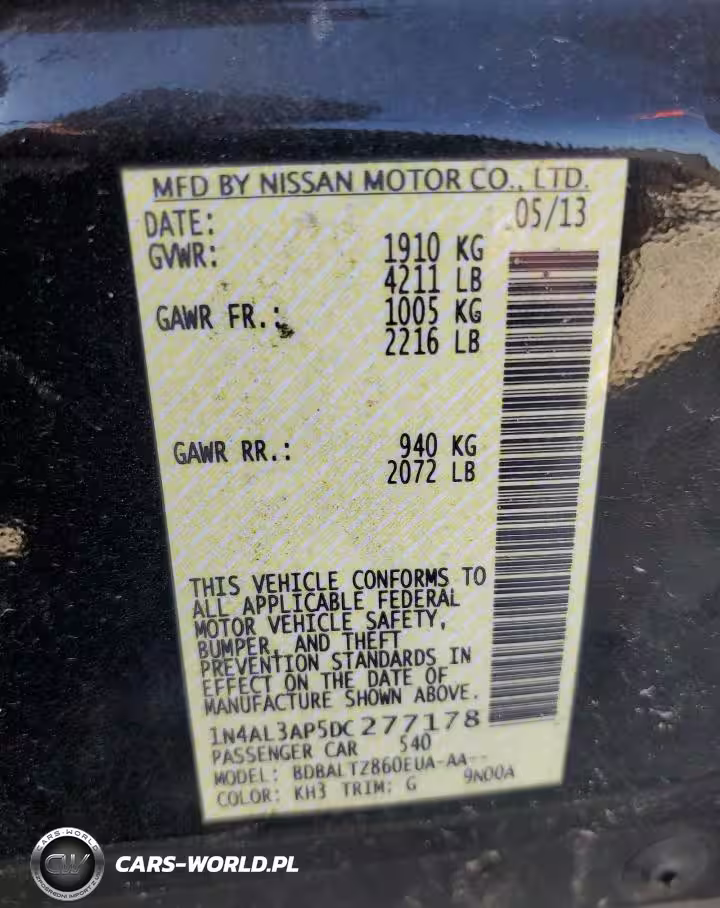 MFD BY NISSAN MOTOR CO., LTD.
DATE: 05/13
GVWR: 1910 KG
4211 LB
GAWR FR.: 1005 KG
2216 LB
GAWR RR.: 940 KG
2072 LB
THIS VEHICLE CONFORMS TO
ALL APPLICABLE FEDERAL
MOTOR VEHICLE SAFETY,
BUMPER, AND THEFT
PREVENTION STANDARDS IN
EFFECT ON THE DATE OF
MANUFACTURE SHOWN ABOVE.
1N4AL3AP5DC277178
PASSENGER CAR 540
MODEL: BDBALTZ860EUA-AA--
COLOR: KH3 TRIM: G 9N00A
CARS-WORLD
CW
CARS-WORLD.PL